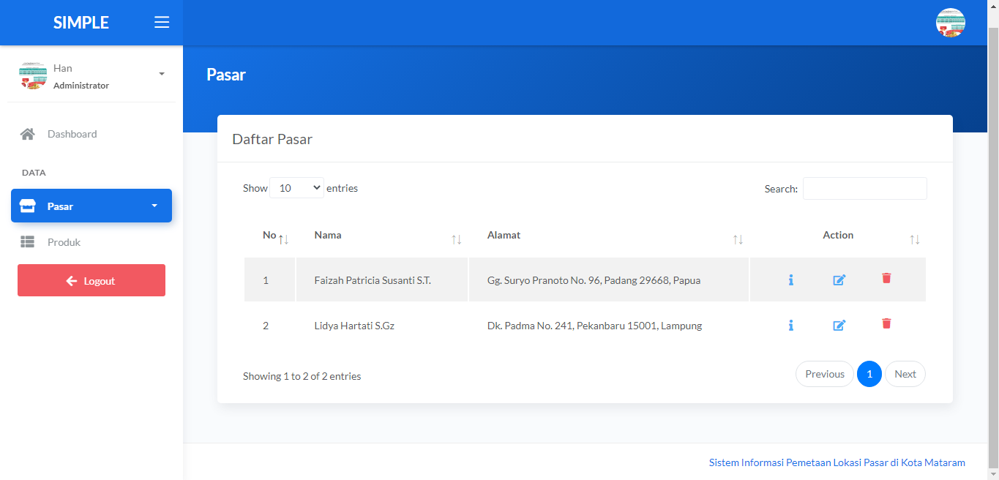 SIMPLE
Han
Administrator
Dashboard
DATA
Pasar
Produk
Logout
Pasar
Daftar Pasar
Show 10 entries
Search:
No Nama Alamat Action
1 Faizah Patricia Susanti S.T. Gg. Suryo Pranoto No. 96, Padang 29668, Papua
2 Lidya Hartati S.Gz Dk. Padma No. 241, Pekanbaru 15001, Lampung
Showing 1 to 2 of 2 entries
Previous 1 Next
Sistem Informasi Pemetaan Lokasi Pasar di Kota Mataram